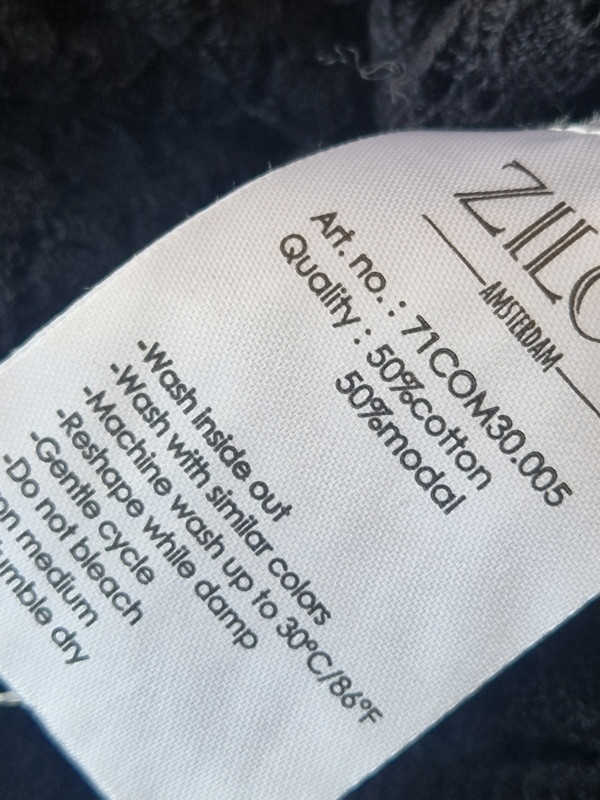 ZILC
AMSTERDAM
Art. no. : 71COM30.005
Quality : 50%cotton
50%modal
-Wash inside out
-Wash with similar colors
-Machine wash up to 30°C/86°F
-Reshape while damp
-Gentle cycle
-Do not bleach
on medium
umble dry